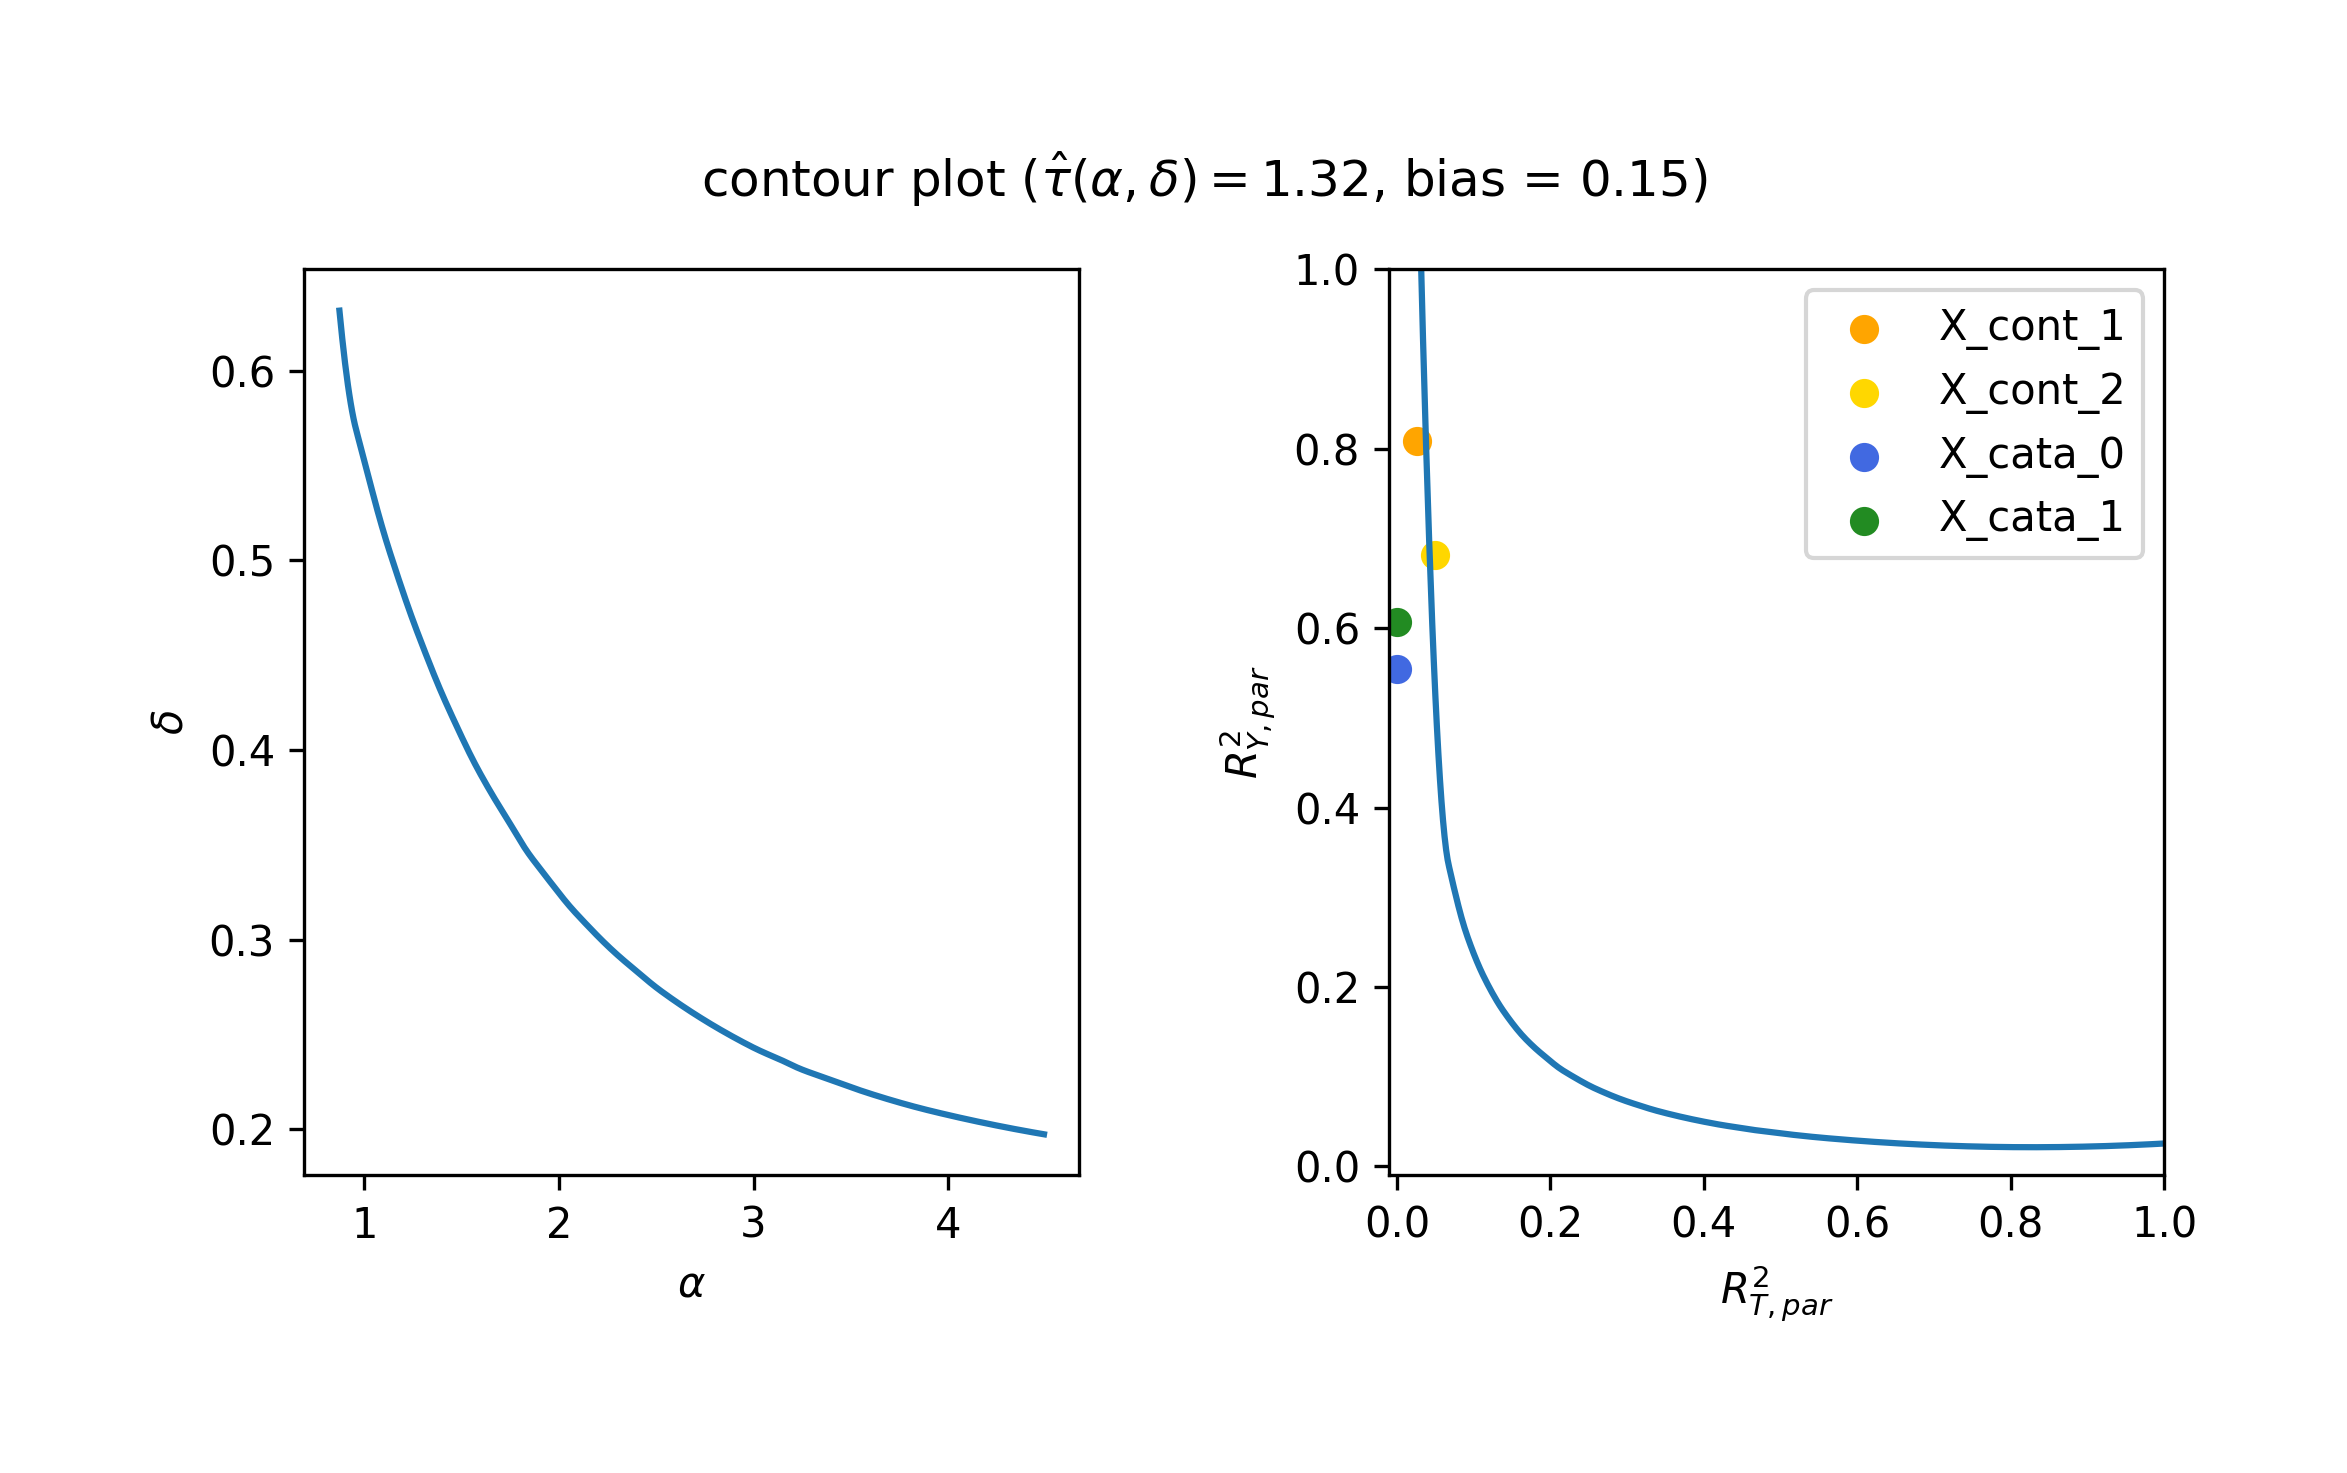 contour plot (τ̂(α, δ) = 1.32, bias = 0.15)
0.6
0.5
0.4
0.3
0.2
δ
1 2 3 4
α
1.0
0.8
0.6
0.4
0.2
0.0
R²_{Y,par}
0.0 0.2 0.4 0.6 0.8 1.0
R²_{T,par}
X_cont_1
X_cont_2
X_cata_0
X_cata_1